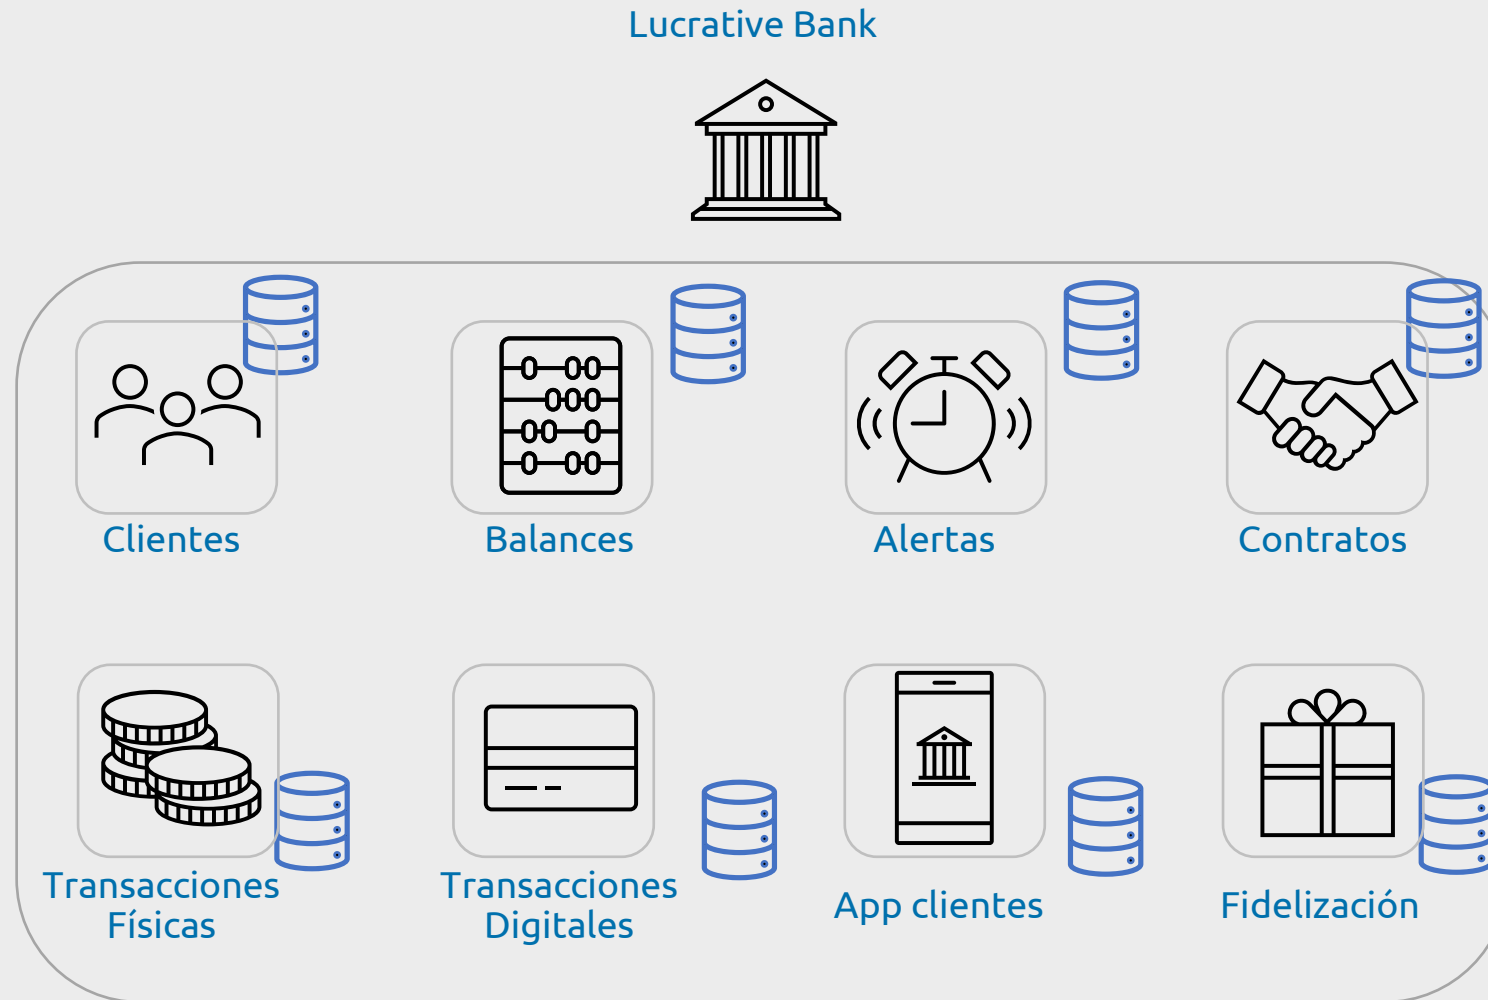 Lucrative Bank
Clientes
Balances
Alertas
Contratos
Transacciones
Físicas
Transacciones
Digitales
App clientes
Fidelización